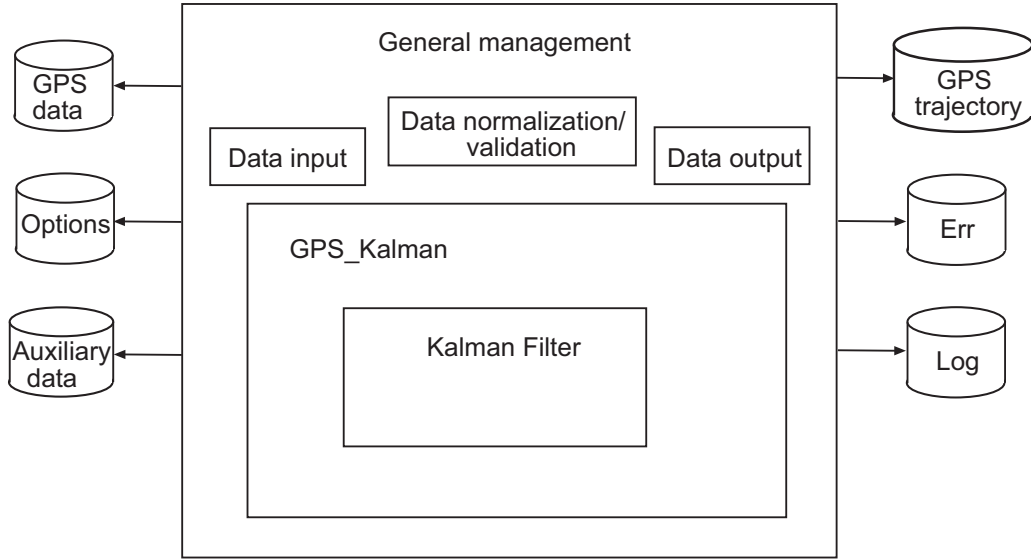 General management
GPS
data
GPS
trajectory
Data normalization/
validation
Data input
Data output
Options
Err
GPS_Kalman
Auxiliary
data
Kalman Filter
Log